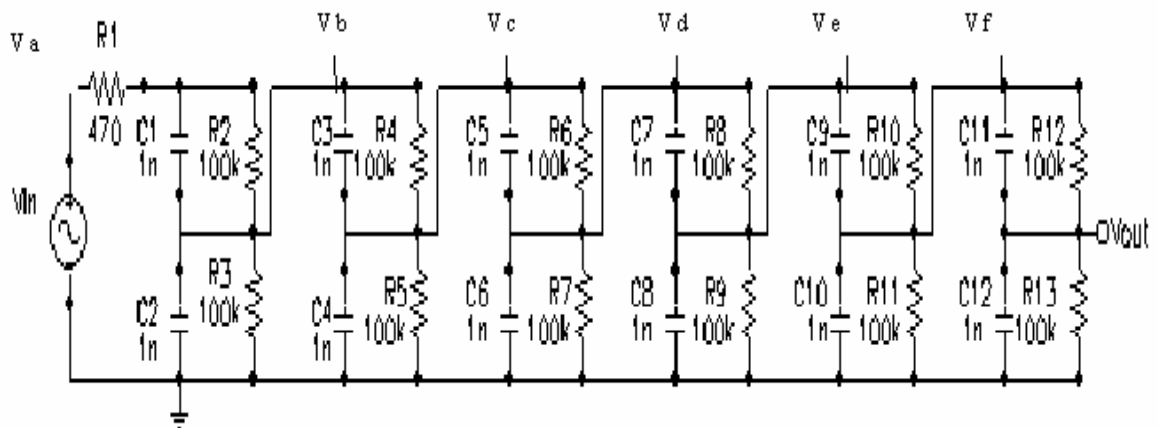 Va R1 Vb Vc Vd Ve Vf
470 C1 1n R2 100k C3 1n R4 100k C5 1n R6 100k C7 1n R8 100k C9 1n R10 100k C11 1n R12 100k
Vin Vout
C2 1n R3 100k C4 1n R5 100k C6 1n R7 100k C8 1n R9 100k C10 1n R11 100k C12 1n R13 100k